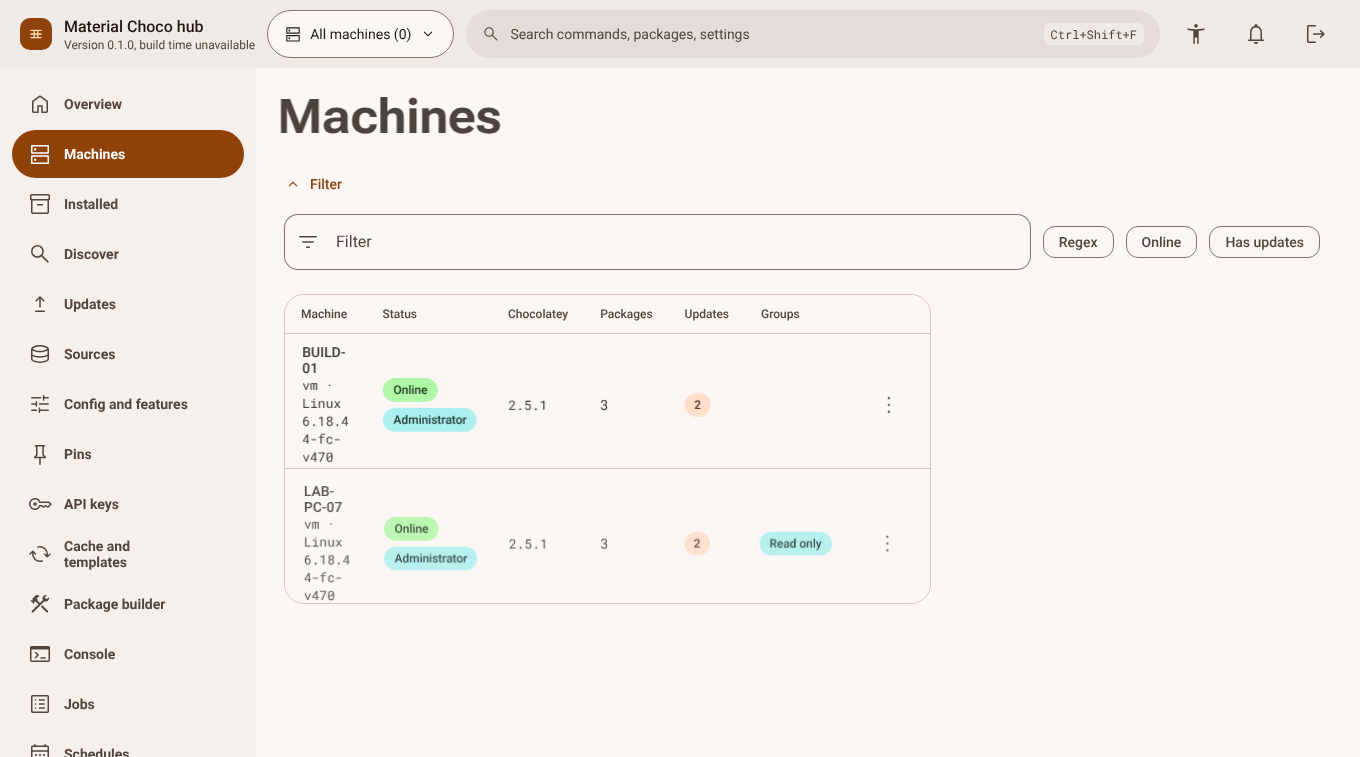 Material Choco hub
Version 0.1.0, build time unavailable
All machines (0)
Search commands, packages, settings
Ctrl+Shift+F
Overview
Machines
Installed
Discover
Updates
Sources
Config and features
Pins
API keys
Cache and
templates
Package builder
Console
Jobs
Schedules
Machines
Filter
Filter
Regex
Online
Has updates
Machine Status Chocolatey Packages Updates Groups
BUILD-
01
vm ·
Linux
6.18.4
4-fc-
v470
Online
Administrator
2.5.1
3
2
LAB-
PC-07
vm ·
Linux
6.18.4
4-fc-
v470
Online
Administrator
2.5.1
3
2
Read only